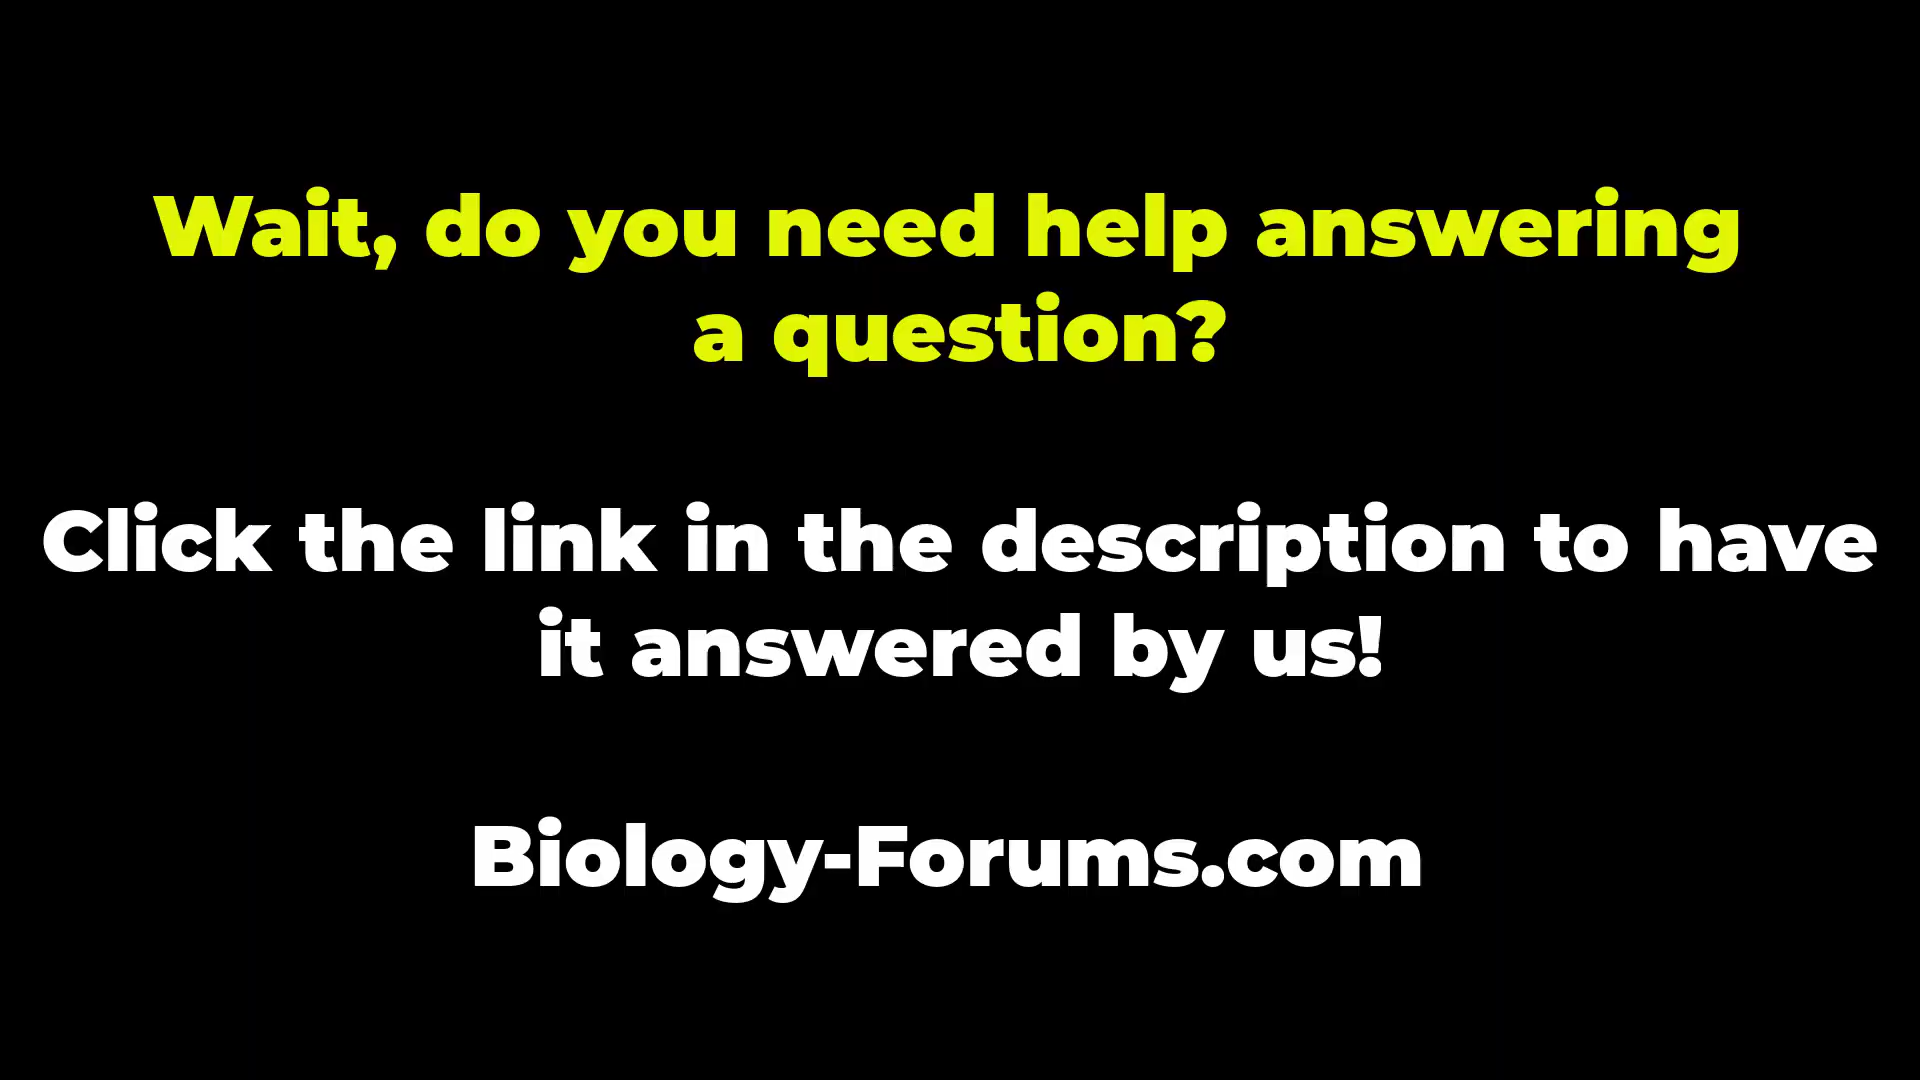 Wait, do you need help answering
a question?
Click the link in the description to have
it answered by us!
Biology-Forums.com